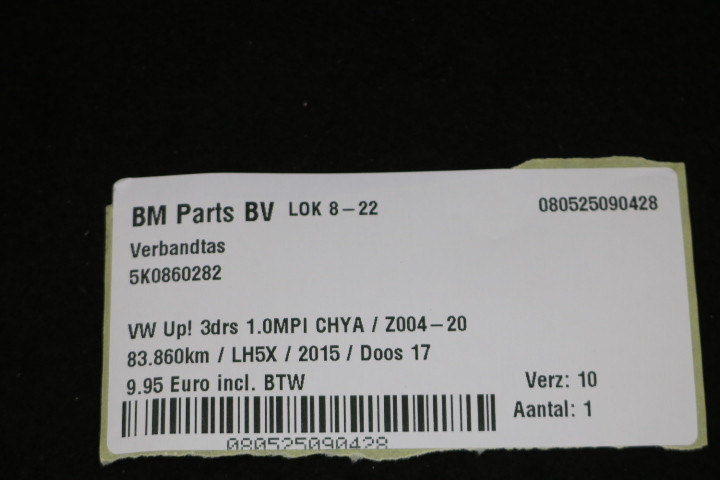 BM Parts BV LOK 8-22 080525090428
Verbandtas
5K0860282
VW Up! 3drs 1.0MPI CHYA / Z004-20
83.860km / LH5X / 2015 / Doos 17
9.95 Euro incl. BTW Verz: 10
Aantal: 1
080525090428